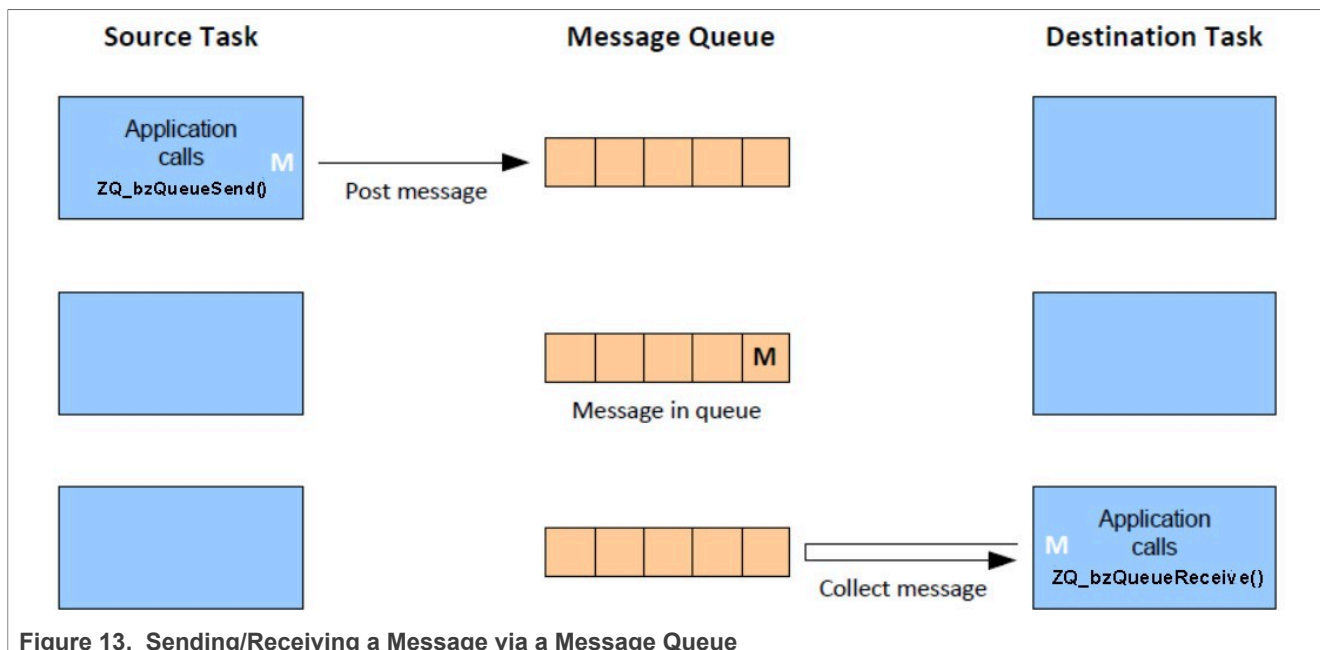 Source Task
Message Queue
Destination Task
Application
calls
M
ZQ_bzQueueSend()
Post message
M
Message in queue
Application
M
calls
ZQ_bzQueueReceive()
Collect message
Figure 13. Sending/Receiving a Message via a Message Queue